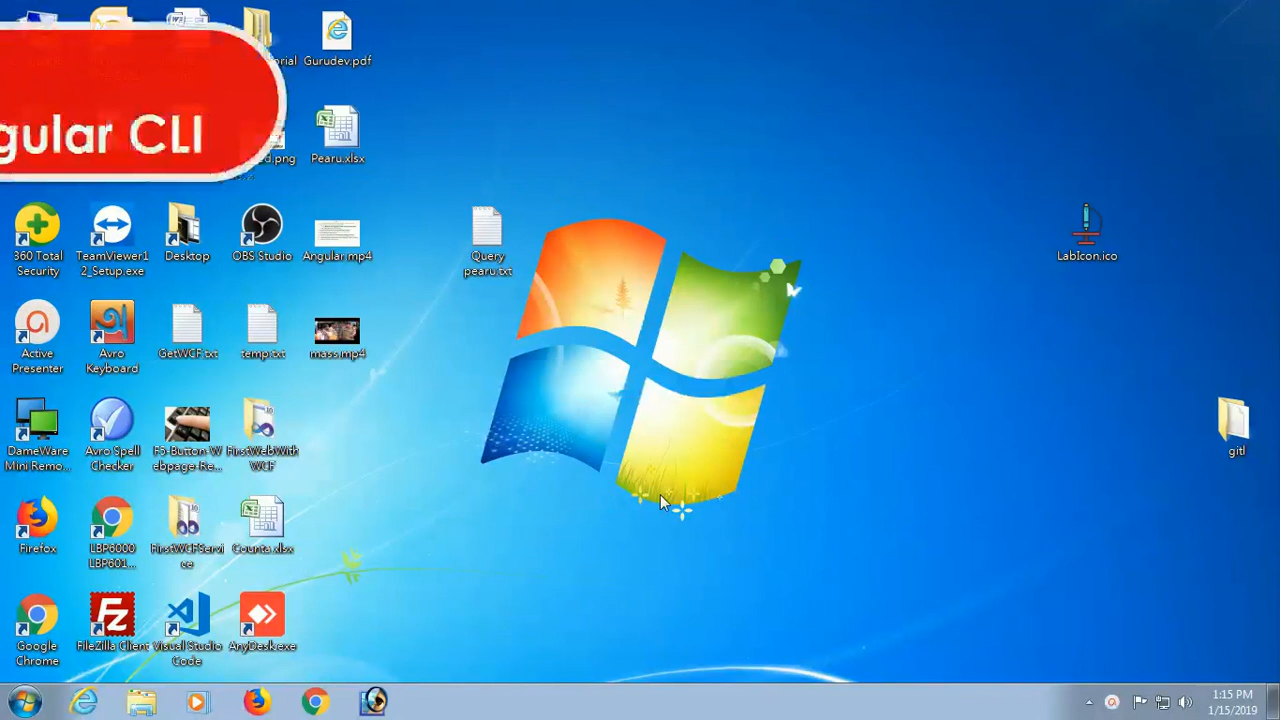 gular CLI
orial
Gurudev.pdf
ed.png
Pearu.xlsx
360 Total
Security
TeamViewer1
2_Setup.exe
Desktop
OBS Studio
Angular.mp4
Query
pearu.txt
LabIcon.ico
Active
Presenter
Avro
Keyboard
GetWCF.txt
temp.txt
mass.mp4
DameWare
Mini Remo...
Avro Spell
Checker
F5-Button-W
ebpage-Re...
FirstWebWith
WCF
gitl
Firefox
LBP6000
LBP601...
FirstWCFServi
ce
Counta.xlsx
Google
Chrome
FileZilla Client
Visual Studio
Code
AnyDesk.exe
1:15 PM
1/15/2019